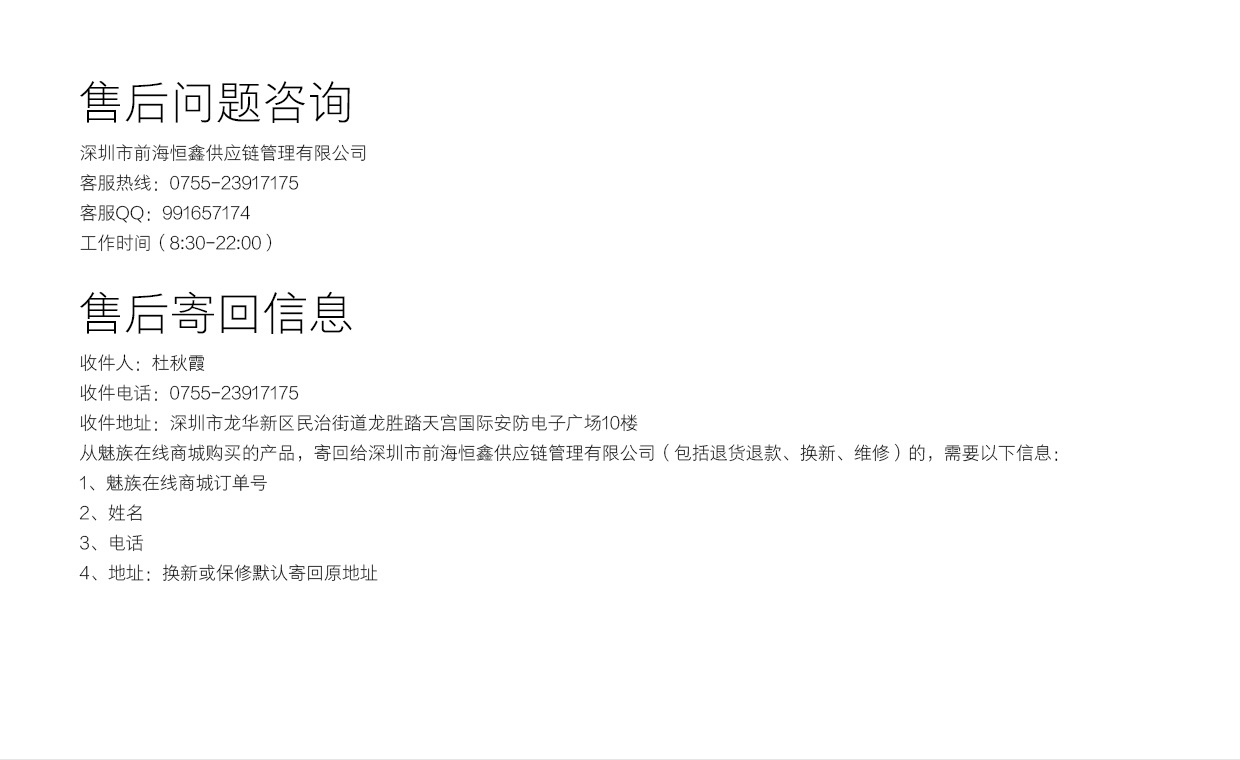 售后问题咨询
深圳市前海恒鑫供应链管理有限公司
客服热线：0755-23917175
客服QQ：991657174
工作时间（8:30-22:00）
售后寄回信息
收件人：杜秋霞
收件电话：0755-23917175
收件地址：深圳市龙华新区民治街道龙胜踏天宫国际安防电子广场10楼
从魅族在线商城购买的产品，寄回给深圳市前海恒鑫供应链管理有限公司（包括退货退款、换新、维修）的，需要以下信息：
1、魅族在线商城订单号
2、姓名
3、电话
4、地址：换新或保修默认寄回原地址